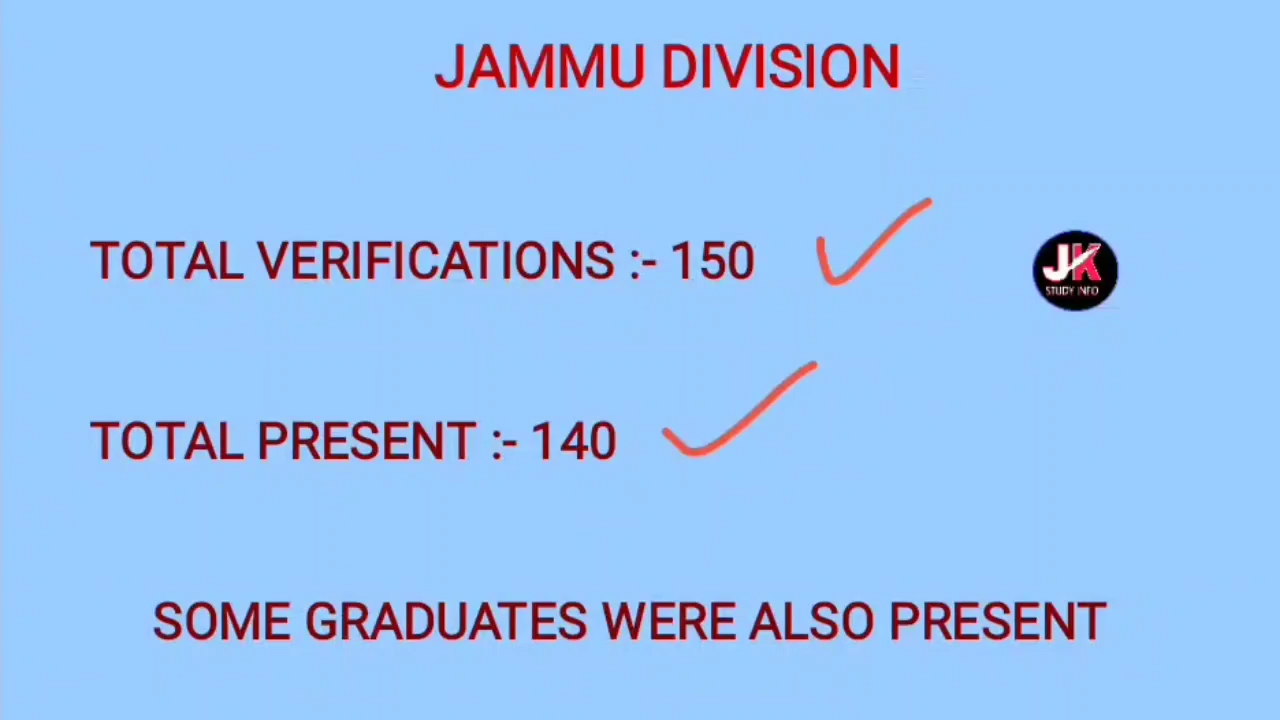 JAMMU DIVISION
TOTAL VERIFICATIONS :- 150
JK
STUDY INFO
TOTAL PRESENT :- 140
SOME GRADUATES WERE ALSO PRESENT